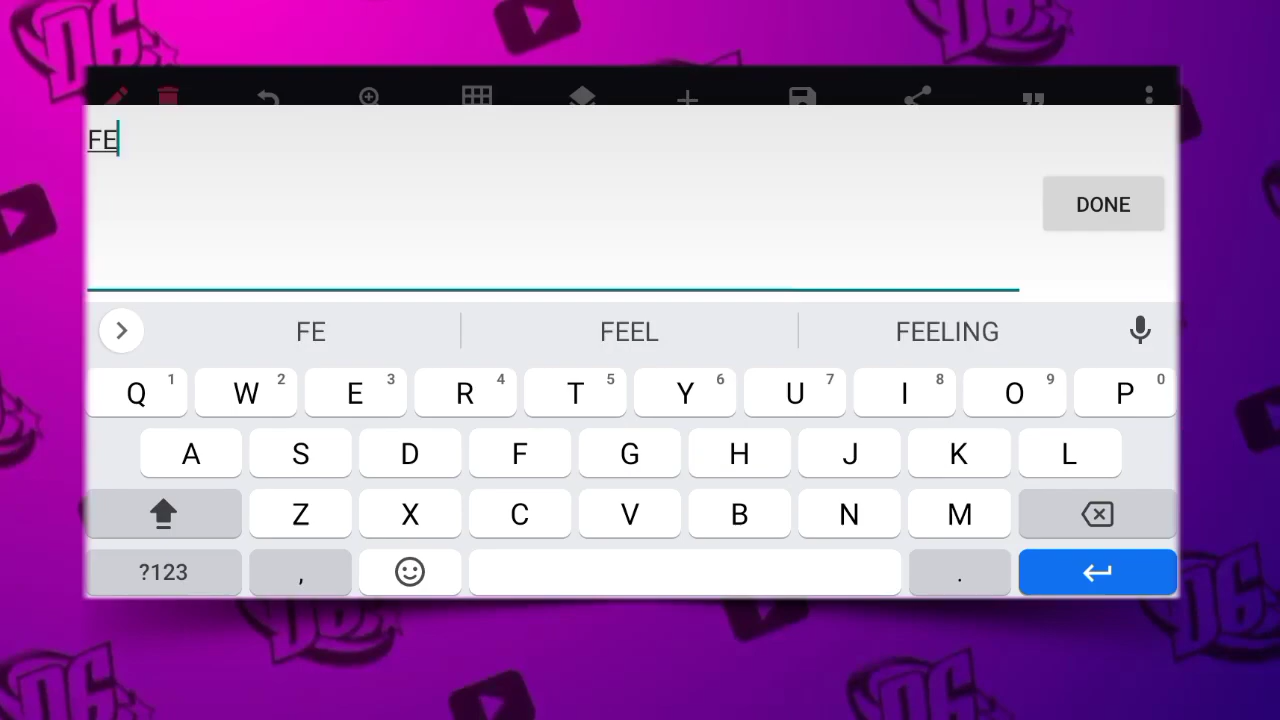 FE
DONE
FE FEEL FEELING
Q 1 W 2 E 3 R 4 T 5 Y 6 U 7 I 8 O 9 P 0
A S D F G H J K L
Z X C V B N M
?123 , .